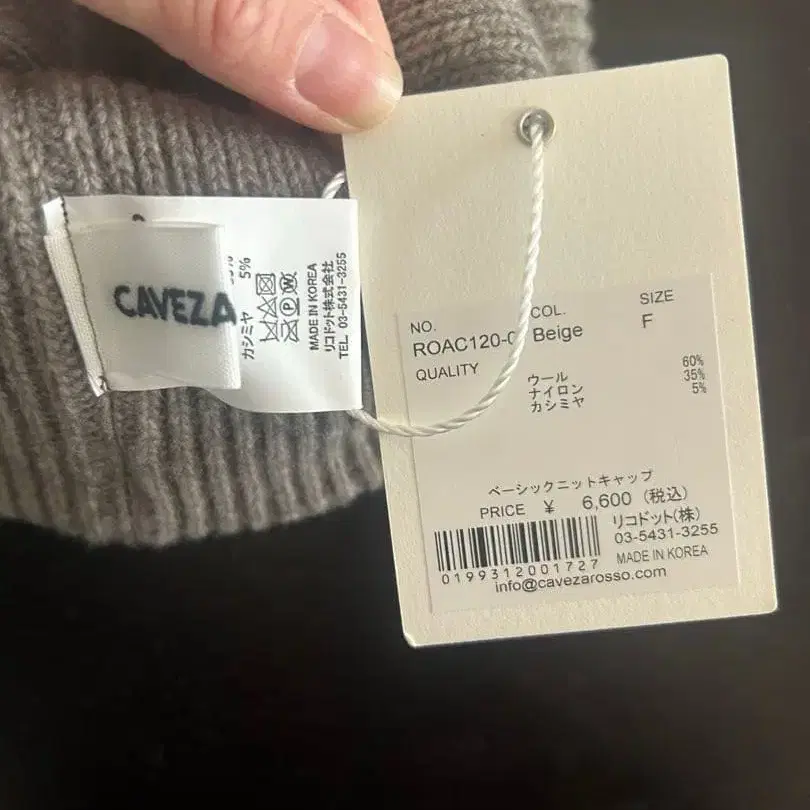 CAVEZA
5%
カシミヤ 5%
MADE IN KOREA
リコドット株式会社
TEL 03-5431-3255
NO. COL. SIZE
ROAC120-0 Beige F
QUALITY
ウール 60%
ナイロン 35%
カシミヤ 5%
ベーシックニットキャップ
PRICE ¥ 6,600 (税込)
リコドット(株)
03-5431-3255
MADE IN KOREA
0199312001727
info@cavezarosso.com